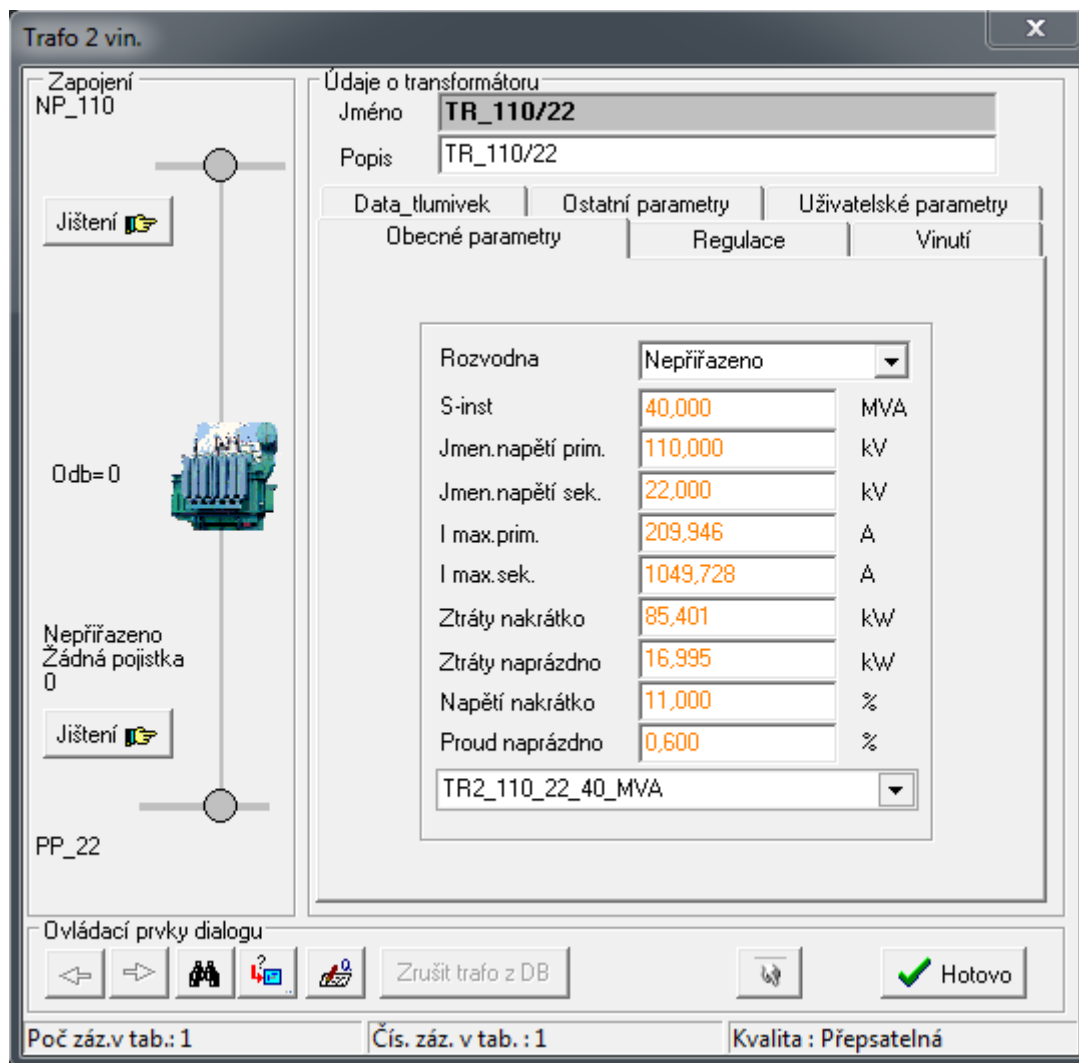 Trafo 2 vin.
Zapojení
NP_110
Jištení
Odb=0
Nepřiřazeno
Žádná pojistka
0
Jištení
PP_22
Údaje o transformátoru
Jméno TR_110/22
Popis TR_110/22
Data_tlumivek Ostatní parametry Uživatelské parametry
Obecné parametry Regulace Vinutí
Rozvodna Nepřiřazeno
S-inst 40,000 MVA
Jmen.napětí prim. 110,000 kV
Jmen.napětí sek. 22,000 kV
I max.prim. 209,946 A
I max.sek. 1049,728 A
Ztráty nakrátko 85,401 kW
Ztráty naprázdno 16,995 kW
Napětí nakrátko 11,000 %
Proud naprázdno 0,600 %
TR2_110_22_40_MVA
Ovládací prvky dialogu
Zrušit trafo z DB Hotovo
Poč záz.v tab.: 1 Čís. záz. v tab. : 1 Kvalita : Přepsatelná